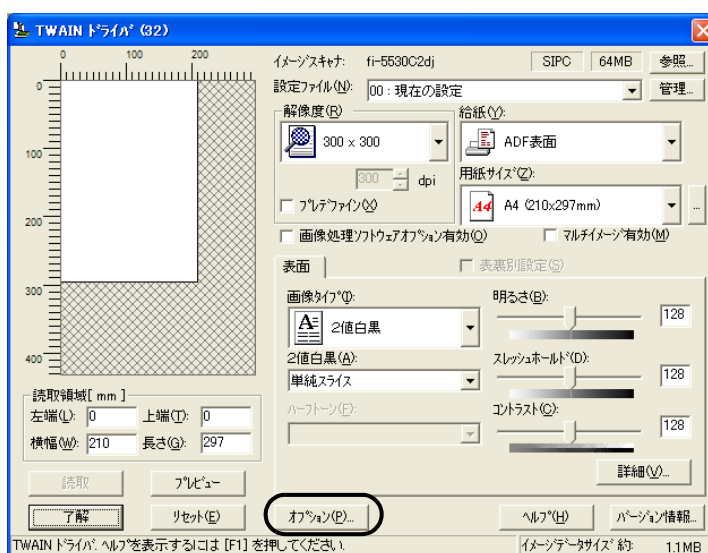 TWAIN ﾄﾞﾗｲﾊﾞ (32)
0 100 200
0
100
200
300
400
ｲﾒｰｼﾞｽｷｬﾅ: fi-5530C2dj SIPC 64MB 参照...
設定ファイル(N): 00 : 現在の設定 管理...
解像度(R)
300 x 300
300 dpi
ﾌﾟﾚﾃﾞﾌｧｲﾝ(X)
給紙(Y):
ADF表面
用紙ｻｲｽﾞ(Z):
A4 A4 (210x297mm) ...
画像処理ｿﾌﾄｳｪｱｵﾌﾟｼｮﾝ有効(O) ﾏﾙﾁｲﾒｰｼﾞ有効(M)
表面 表裏別設定(S)
画像ﾀｲﾌﾟ(I):
A 2値白黒
2値白黒(A):
単純ｽﾗｲｽ
ﾊｰﾌﾄｰﾝ(F):
明るさ(B):
128
ｽﾚｯｼｭﾎｰﾙﾄﾞ(D):
128
ｺﾝﾄﾗｽﾄ(C):
128
詳細(V)...
読取領域[ mm ]
左端(L): 0 上端(T): 0
横幅(W): 210 長さ(G): 297
読取 ﾌﾟﾚﾋﾞｭｰ
了解 ﾘｾｯﾄ(E) ｵﾌﾟｼｮﾝ(P)... ﾍﾙﾌﾟ(H) ﾊﾞｰｼﾞｮﾝ情報...
TWAIN ﾄﾞﾗｲﾊﾞ. ﾍﾙﾌﾟを表示するには [F1] を押してください. ｲﾒｰｼﾞﾃﾞｰﾀｻｲｽﾞ 約: 1.1MB